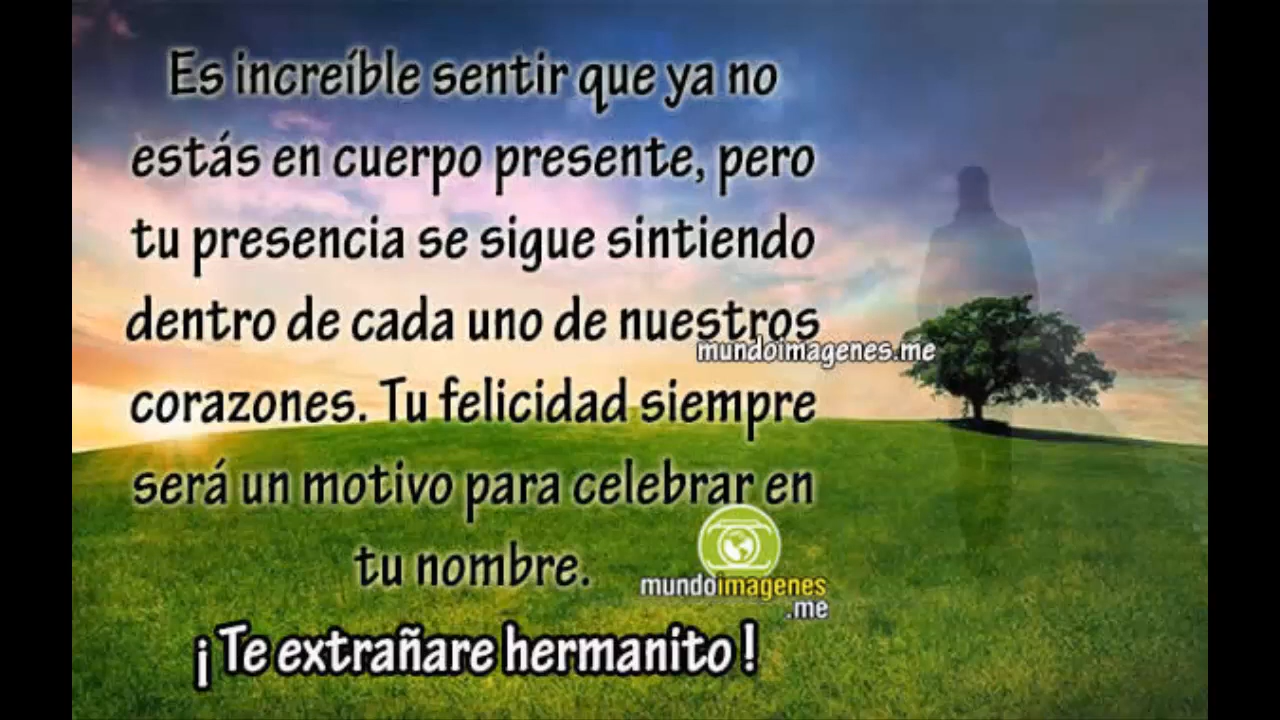 Es increíble sentir que ya no
estás en cuerpo presente, pero
tu presencia se sigue sintiendo
dentro de cada uno de nuestros
mundoimagenes.me
corazones. Tu felicidad siempre
será un motivo para celebrar en
tu nombre.
mundoimagenes
.me
¡ Te extrañare hermanito !